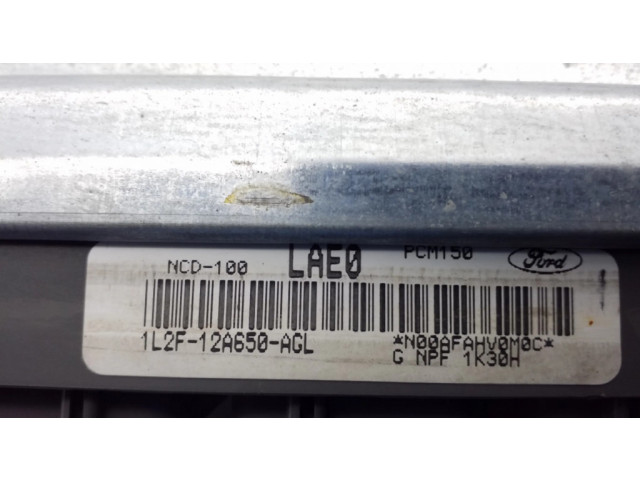 NCD-100 LAE0 PCM150 Ford
1L2F-12A650-AGL *N00AFAHV0M0C*
G NPF 1K30H